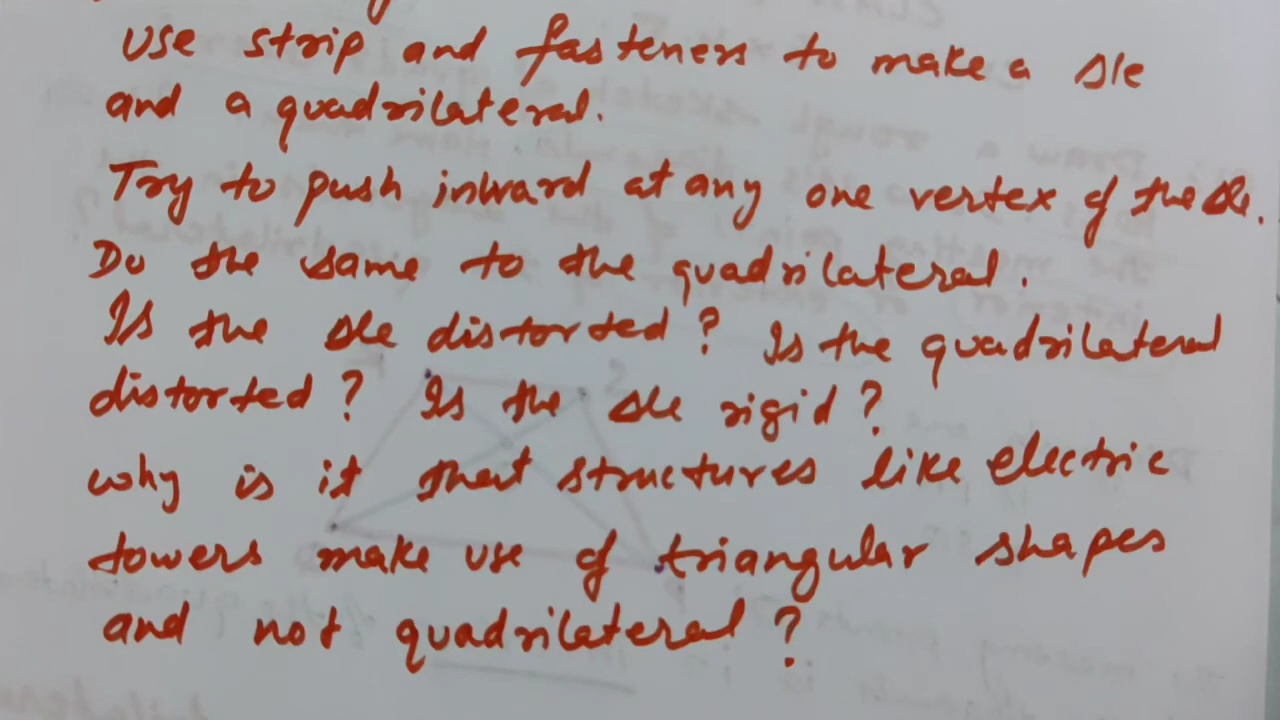 Use strip and fasteners to make a Δle
and a quadrilateral.
Try to push inward at any one vertex of the Δle.
Do the same to the quadrilateral.
Is the Δle distorted? Is the quadrilateral
distorted? Is the Δle rigid?
why is it that structures like electric
towers make use of triangular shapes
and not quadrilateral?